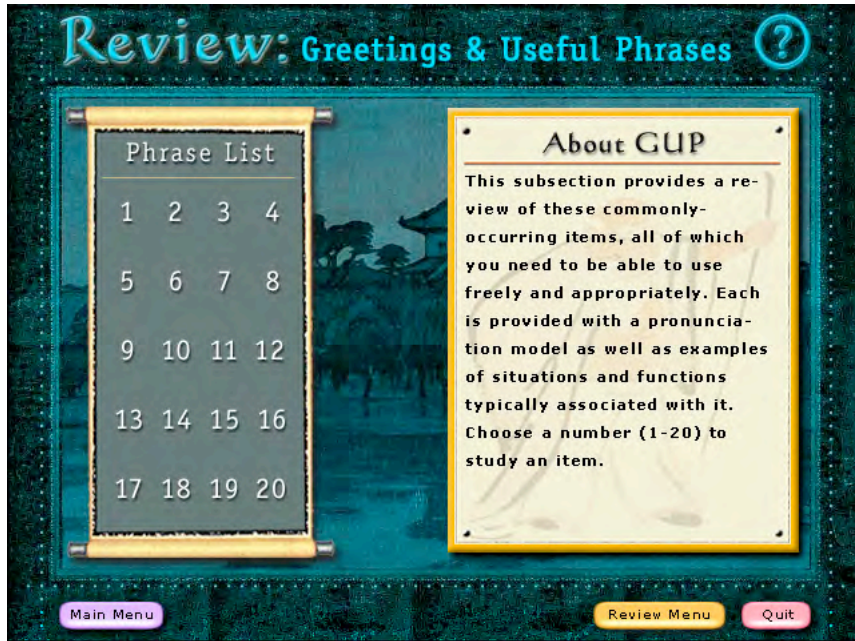 Review: Greetings & Useful Phrases ?
Phrase List
1 2 3 4
5 6 7 8
9 10 11 12
13 14 15 16
17 18 19 20
About GUP
This subsection provides a re-
view of these commonly-
occurring items, all of which
you need to be able to use
freely and appropriately. Each
is provided with a pronuncia-
tion model as well as examples
of situations and functions
typically associated with it.
Choose a number (1-20) to
study an item.
Main Menu
Review Menu
Quit